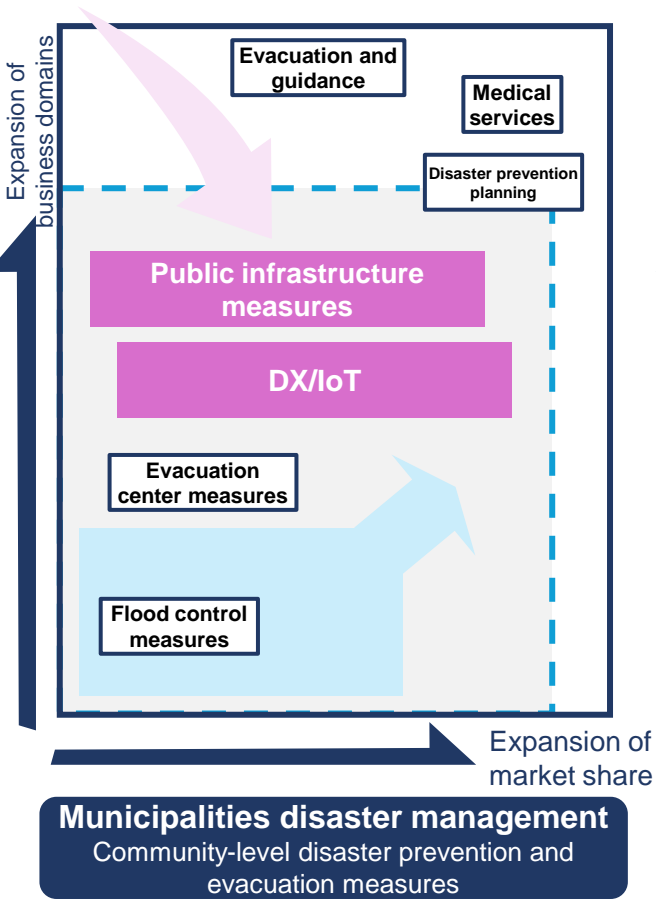 Expansion of
business domains
Evacuation and
guidance
Medical
services
Disaster prevention
planning
Public infrastructure
measures
DX/IoT
Evacuation
center measures
Flood control
measures
Expansion of
market share
Municipalities disaster management
Community-level disaster prevention and
evacuation measures